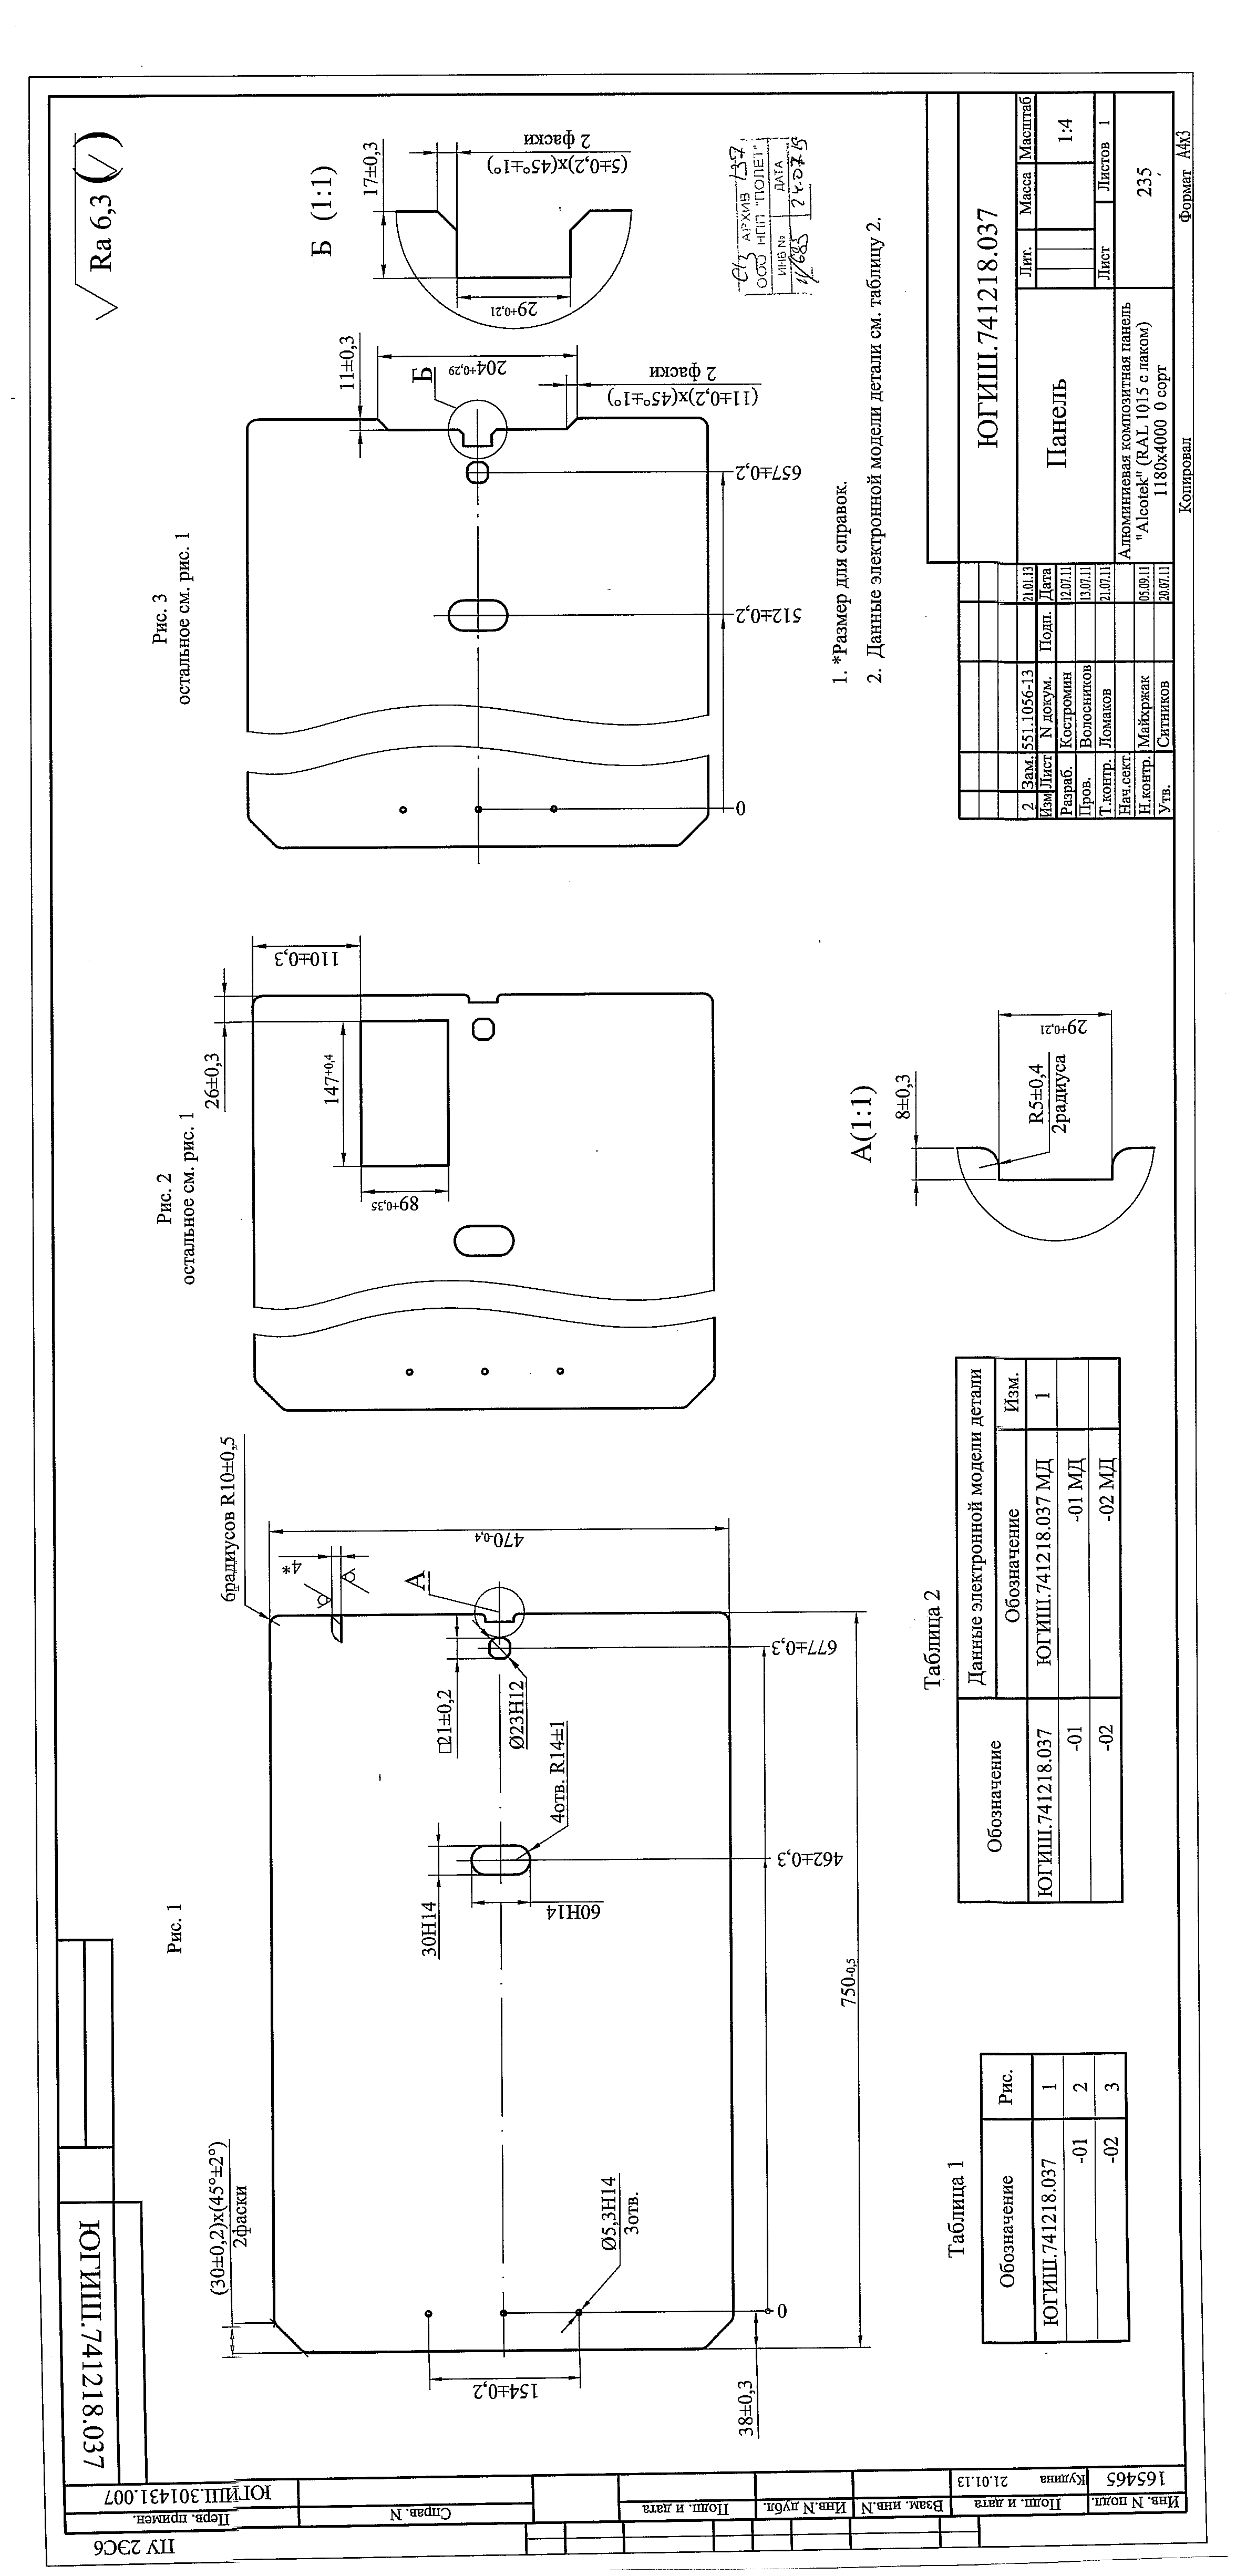 ЮГИШ.741218.037
Ra 6,3 (√)
Перв. примен.
ЮГИШ.301431.007
ПУ 2ЭС6
Справ. N
Подп. и дата
Инв.N дубл.
Взам. инв.N
Подп. и дата
Кудина 21.01.13
Инв. N подл.
165465
Рис. 1
(30±0,2)x(45°±2°)
2фаски
6радиусов R10±0,5
4*
470-0,4
А
□21±0,2
Ø23H12
4отв. R14±1
30H14
60H14
Ø5,3H14
3отв.
154±0,2
38±0,3
0
462±0,3
677±0,3
750-0,5
Рис. 2
остальное см. рис. 1
26±0,3
110±0,3
147+0,4
89+0,35
А(1:1)
8±0,3
R5±0,4
2радиуса
29+0,21
Рис. 3
остальное см. рис. 1
11±0,3
204+0,29
Б
(11±0,2)x(45°±1°)
2 фаски
0
512±0,2
657±0,2
Б (1:1)
17±0,3
(5±0,2)x(45°±1°)
2 фаски
29+0,21
АРХИВ 137
ООО НПП "ПОЛЕТ"
ИНВ № ДАТА
1. *Размер для справок.
2. Данные электронной модели детали см. таблицу 2.
Таблица 1
Обозначение Рис.
ЮГИШ.741218.037 1
-01 2
-02 3
Таблица 2
Обозначение Данные электронной модели детали
Обозначение Изм.
ЮГИШ.741218.037 ЮГИШ.741218.037 МД 1
-01 -01 МД
-02 -02 МД
ЮГИШ.741218.037
2 Зам. 551.1056-13 21.01.13
Изм Лист N докум. Подп. Дата
Разраб. Костромин 12.07.11
Пров. Волосников 13.07.11
Т.контр. Ломаков 21.07.11
Нач.сект.
Н.контр. Майхржак 05.09.11
Утв. Ситников 20.07.11
Панель
Лит. Масса Масштаб
1:4
Лист Листов 1
Алюминиевая композитная панель
"Alcotek" (RAL 1015 с лаком)
1180x4000 0 сорт
235
Копировал
Формат А4x3